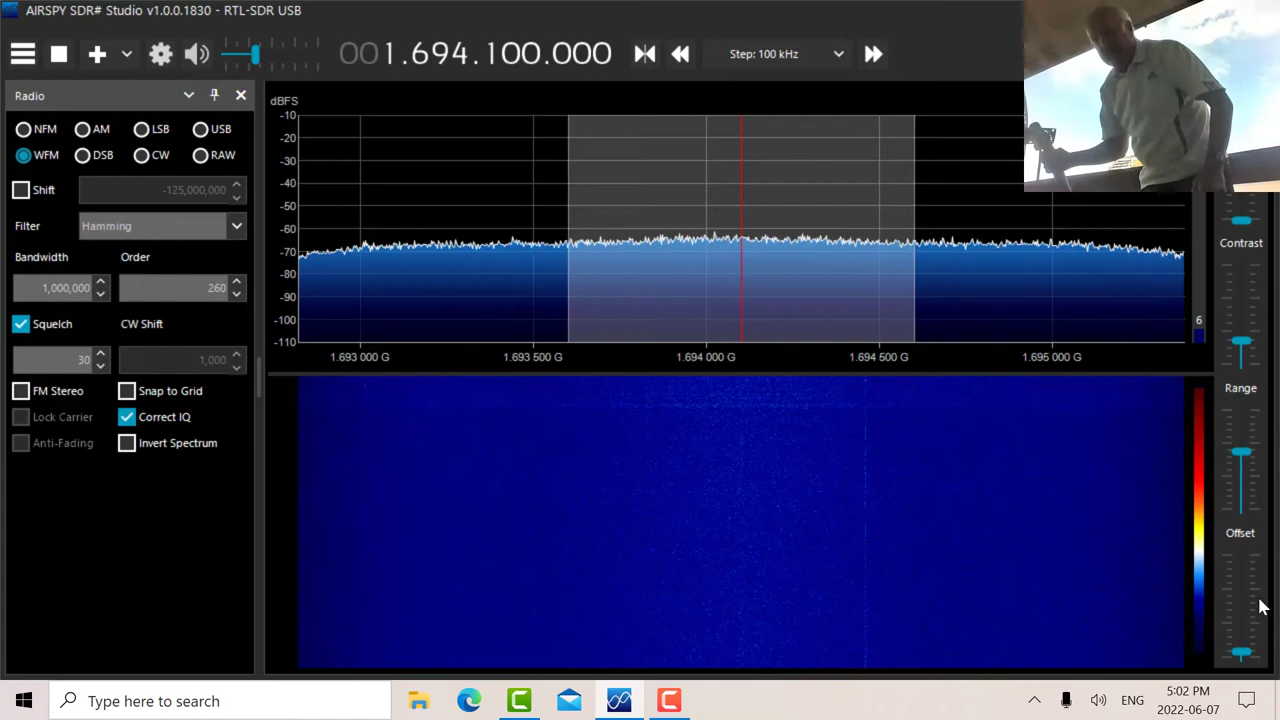 AIRSPY SDR# Studio v1.0.0.1830 - RTL-SDR USB
001.694.100.000
Step: 100 kHz
Radio
NFM AM LSB USB
WFM DSB CW RAW
Shift -125,000,000
Filter Hamming
Bandwidth Order
1,000,000 260
Squelch CW Shift
30 1,000
FM Stereo Snap to Grid
Lock Carrier Correct IQ
Anti-Fading Invert Spectrum
dBFS
-10
-20
-30
-40
-50
-60
-70
-80
-90
-100
-110
1.693 000 G 1.693 500 G 1.694 000 G 1.694 500 G 1.695 000 G
6
Contrast
Range
Offset
Type here to search
ENG
5:02 PM
2022-06-07